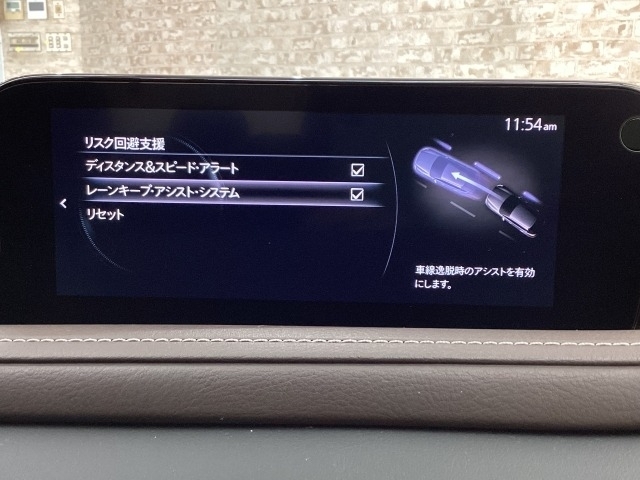 11:54am
リスク回避支援
ディスタンス&スピード・アラート
レーンキープ・アシスト・システム
リセット
車線逸脱時のアシストを有効
にします。